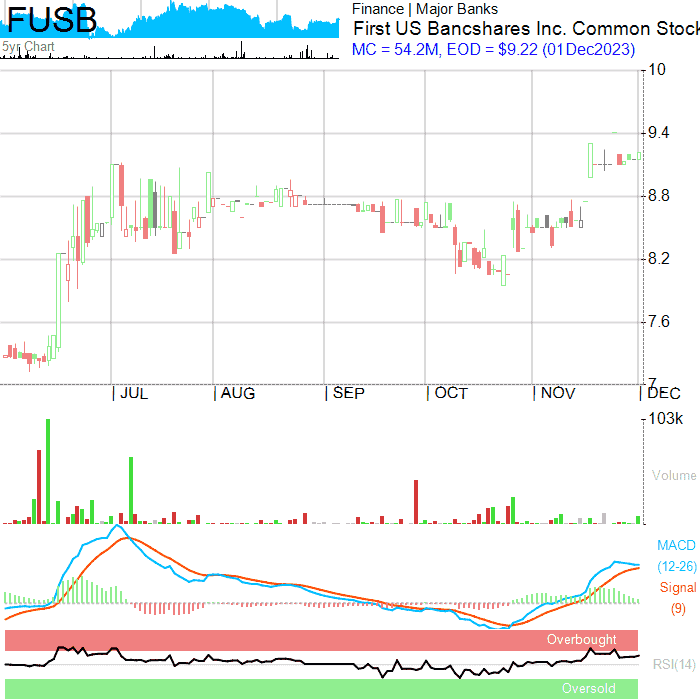 FUSB
5yr Chart
Finance | Major Banks
First US Bancshares Inc. Common Stock
MC = 54.2M, EOD = $9.22 (01Dec2023)
10
9.4
8.8
8.2
7.6
7
JUL
AUG
SEP
OCT
NOV
DEC
103k
Volume
MACD
(12-26)
Signal
(9)
Overbought
RSI(14)
Oversold